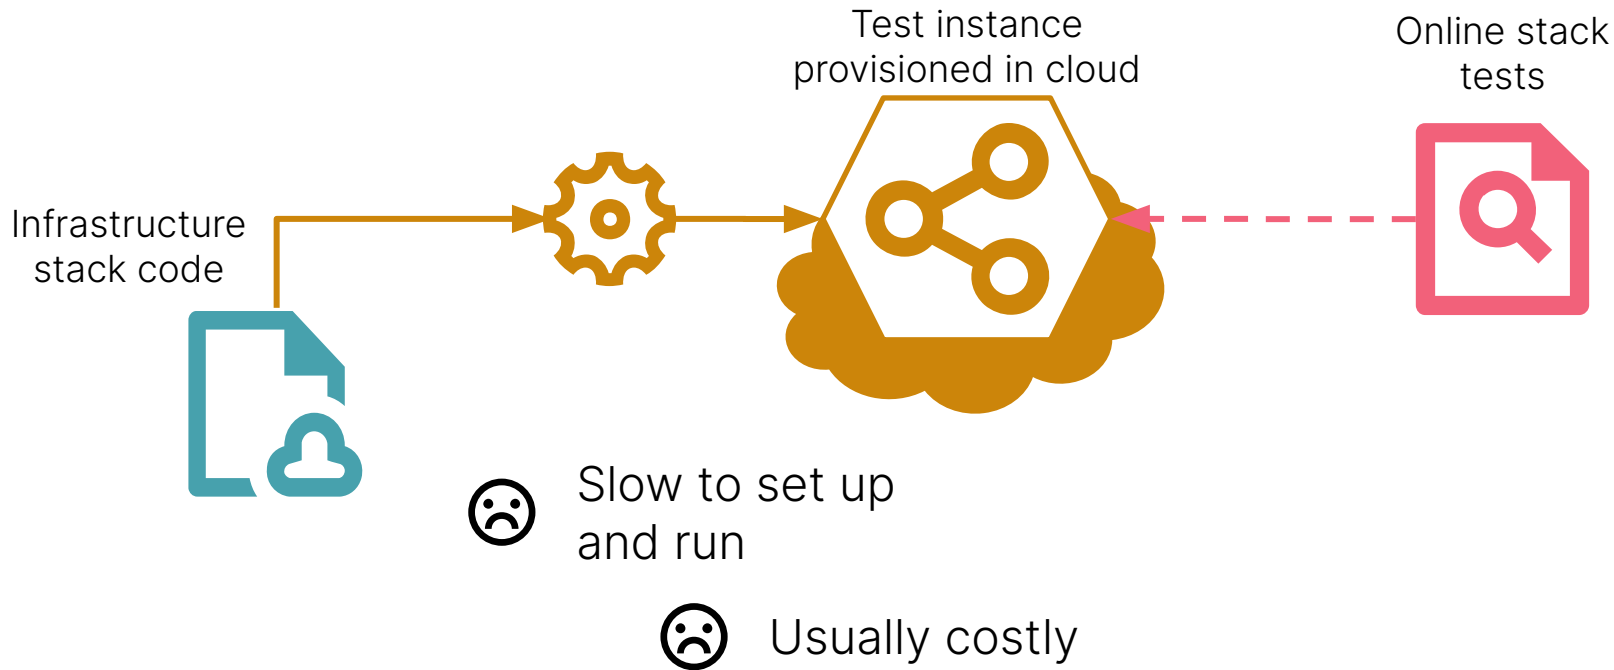 Test instance
provisioned in cloud
Online stack
tests
Infrastructure
stack code
Slow to set up
and run
Usually costly